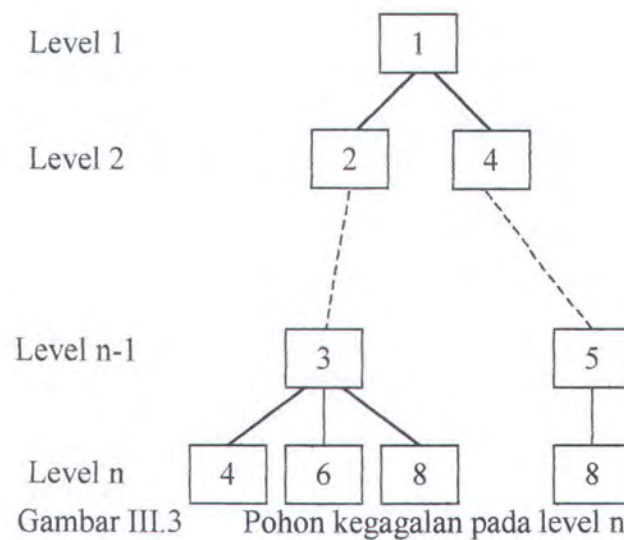 Level 1 1
Level 2 2 4
Level n-1 3 5
Level n 4 6 8 8
Gambar III.3 Pohon kegagalan pada level n